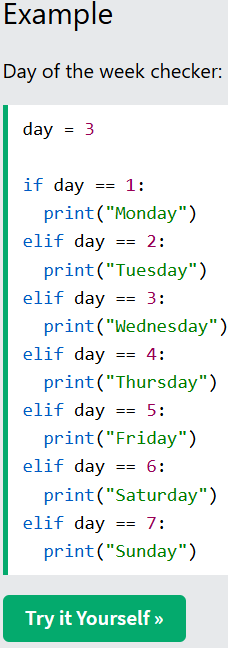 Example
Day of the week checker:
day = 3
if day == 1:
  print("Monday")
elif day == 2:
  print("Tuesday")
elif day == 3:
  print("Wednesday")
elif day == 4:
  print("Thursday")
elif day == 5:
  print("Friday")
elif day == 6:
  print("Saturday")
elif day == 7:
  print("Sunday")
Try it Yourself »